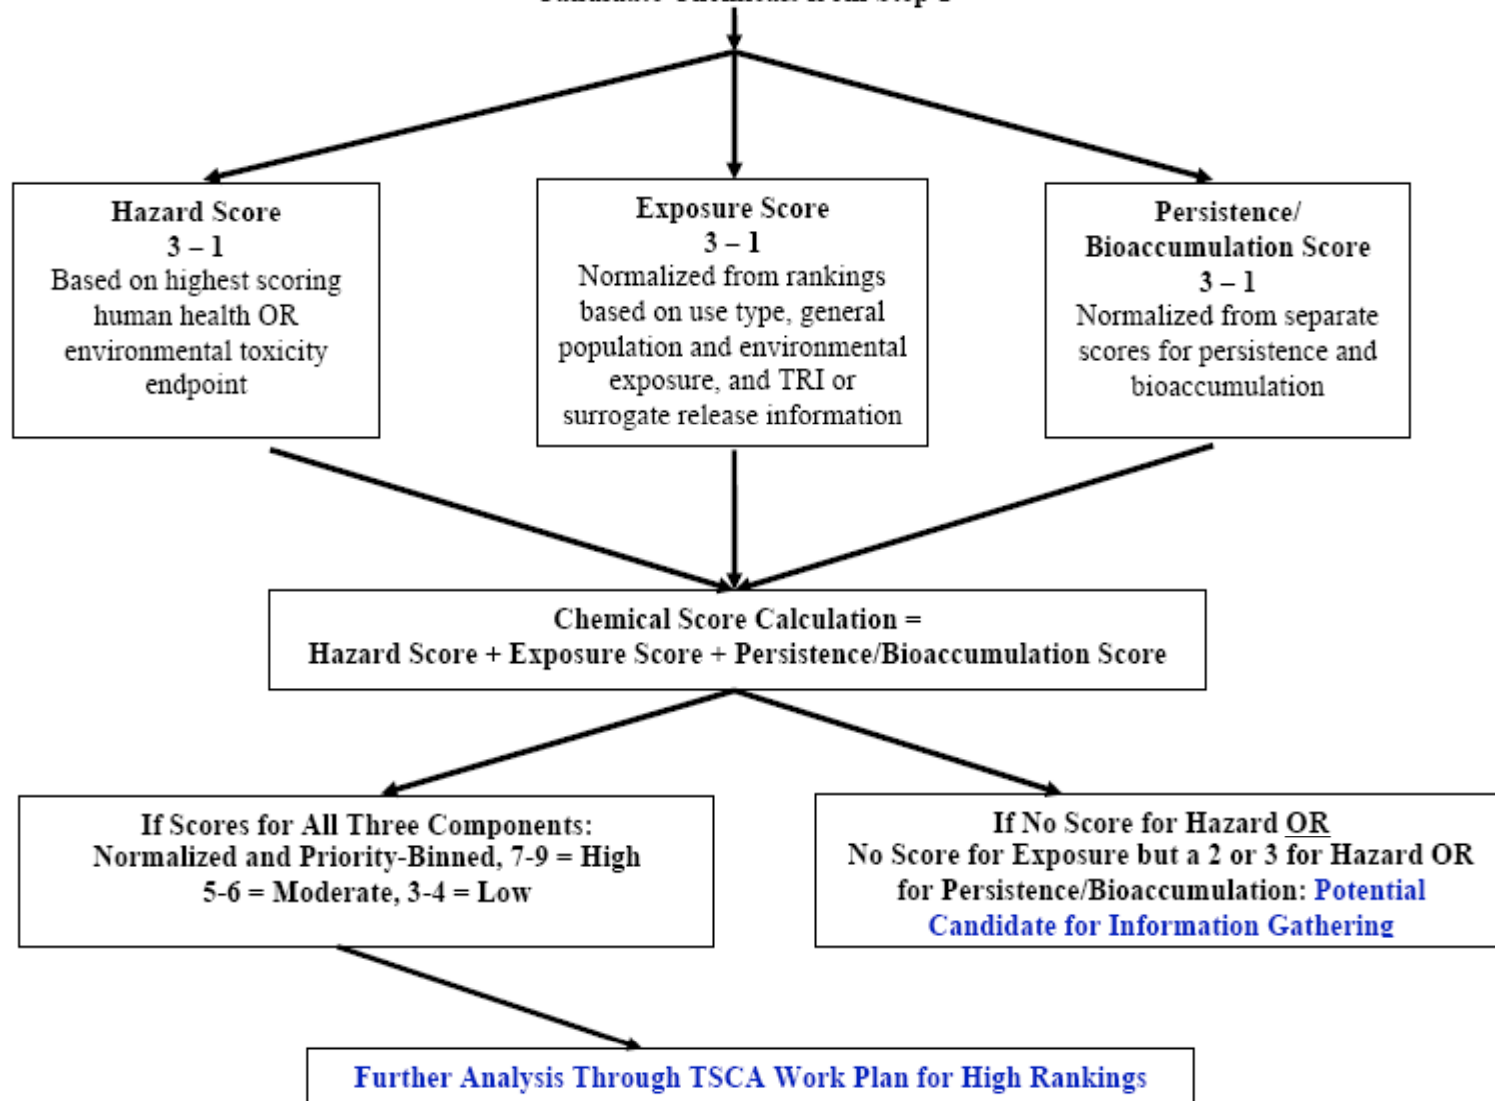 Hazard Score
3 – 1
Based on highest scoring
human health OR
environmental toxicity
endpoint
Exposure Score
3 – 1
Normalized from rankings
based on use type, general
population and environmental
exposure, and TRI or
surrogate release information
Persistence/
Bioaccumulation Score
3 – 1
Normalized from separate
scores for persistence and
bioaccumulation
Chemical Score Calculation =
Hazard Score + Exposure Score + Persistence/Bioaccumulation Score
If Scores for All Three Components:
Normalized and Priority-Binned, 7-9 = High
5-6 = Moderate, 3-4 = Low
If No Score for Hazard OR
No Score for Exposure but a 2 or 3 for Hazard OR
for Persistence/Bioaccumulation: Potential
Candidate for Information Gathering
Further Analysis Through TSCA Work Plan for High Rankings